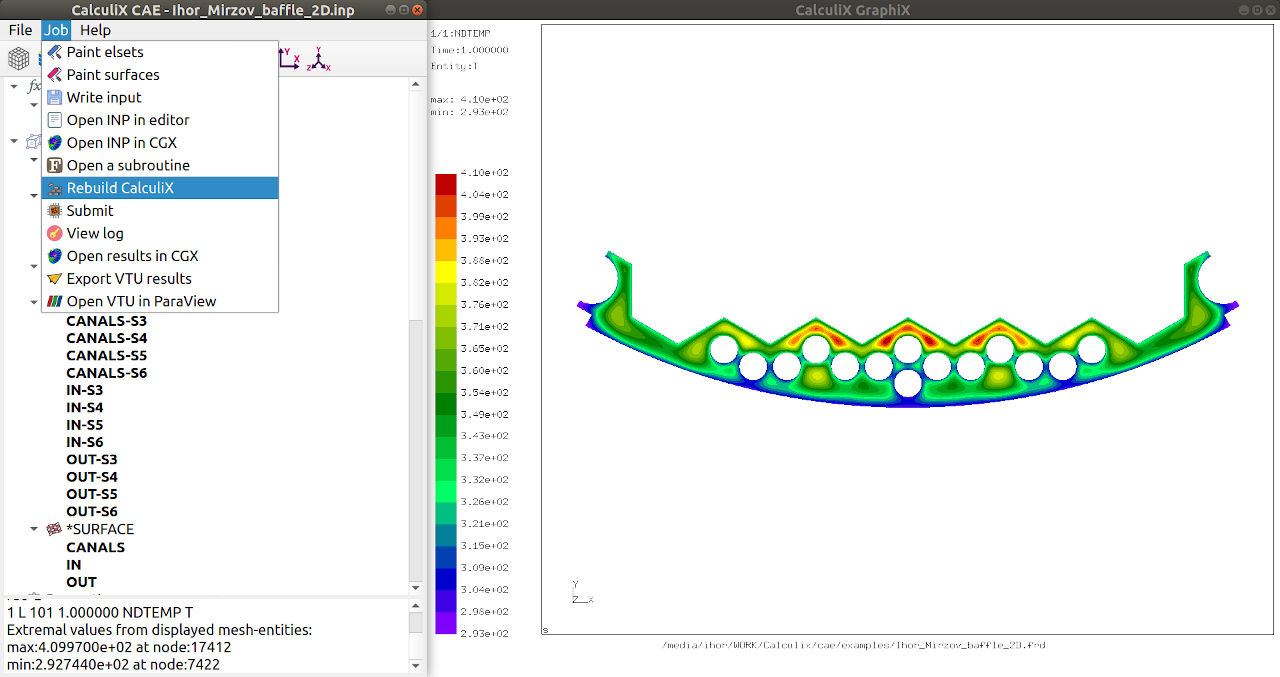 CalculiX CAE - Ihor_Mirzov_baffle_2D.inp
File Job Help
Paint elsets
Paint surfaces
Write input
Open INP in editor
Open INP in CGX
Open a subroutine
Rebuild CalculiX
Submit
View log
Open results in CGX
Export VTU results
Open VTU in ParaView
CANALS-S3
CANALS-S4
CANALS-S5
CANALS-S6
IN-S3
IN-S4
IN-S5
IN-S6
OUT-S3
OUT-S4
OUT-S5
OUT-S6
*SURFACE
CANALS
IN
OUT
1 L 101 1.000000 NDTEMP T
Extremal values from displayed mesh-entities:
max:4.099700e+02 at node:17412
min:2.927440e+02 at node:7422
CalculiX GraphiX
1/1:NDTEMP
Time:1.000000
Entity:T
max: 4.10e+02
min: 2.93e+02
4.10e+02
4.04e+02
3.99e+02
3.93e+02
3.88e+02
3.82e+02
3.76e+02
3.71e+02
3.65e+02
3.60e+02
3.54e+02
3.49e+02
3.43e+02
3.37e+02
3.32e+02
3.26e+02
3.21e+02
3.15e+02
3.09e+02
3.04e+02
2.98e+02
2.93e+02
Y
Z X
s
/media/ihor/WORK/Calculix/cae/examples/Ihor_Mirzov_baffle_2D.frd